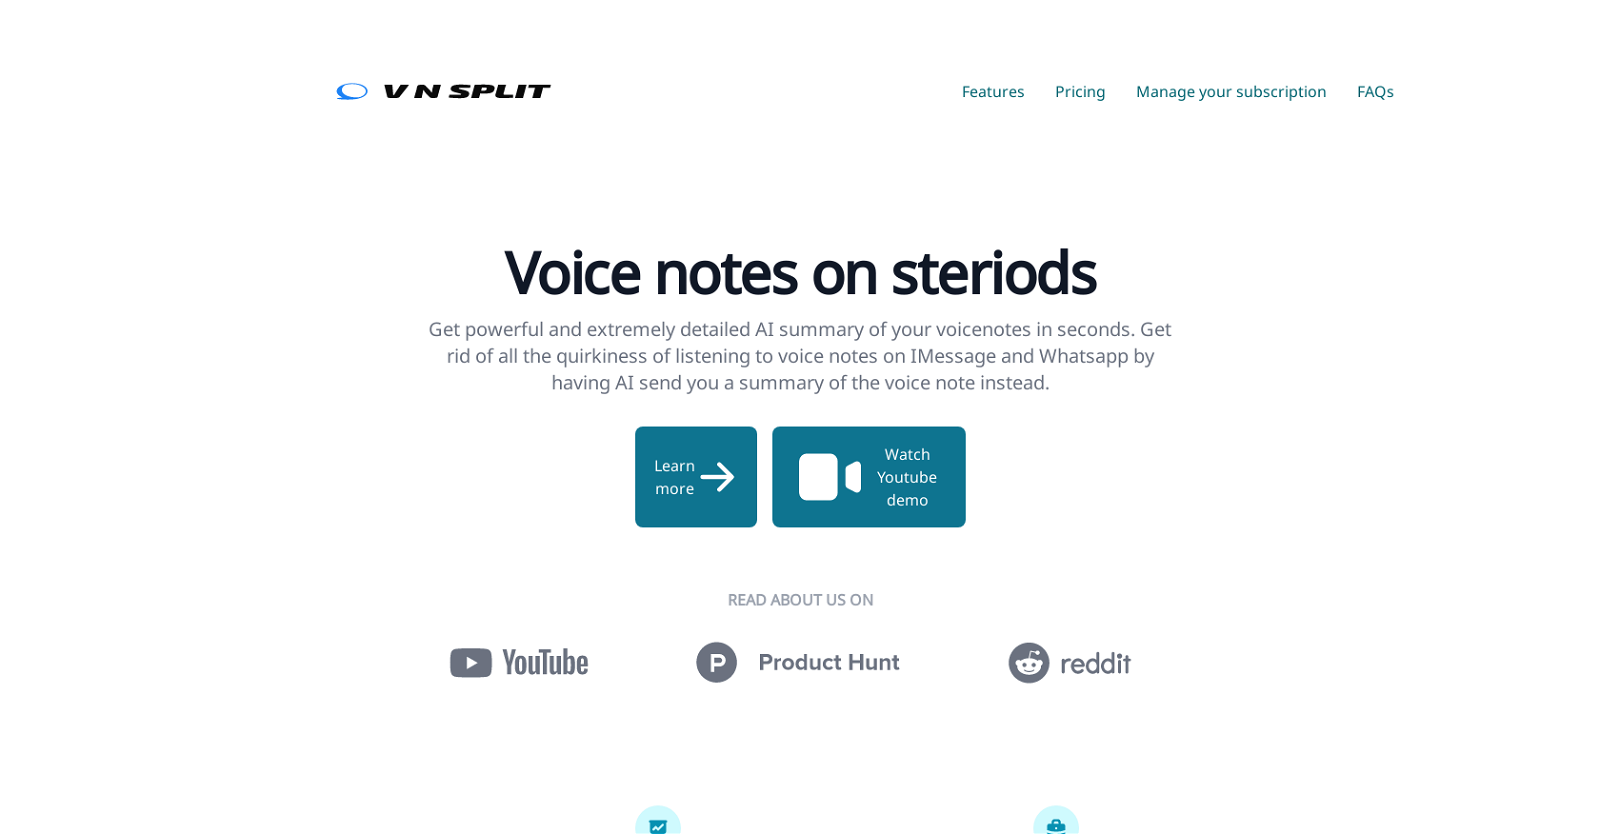 VN SPLIT
Features Pricing Manage your subscription FAQs
Voice notes on steriods
Get powerful and extremely detailed AI summary of your voicenotes in seconds. Get
rid of all the quirkiness of listening to voice notes on IMessage and Whatsapp by
having AI send you a summary of the voice note instead.
Learn
more
Watch
Youtube
demo
READ ABOUT US ON
YouTube
P Product Hunt
reddit